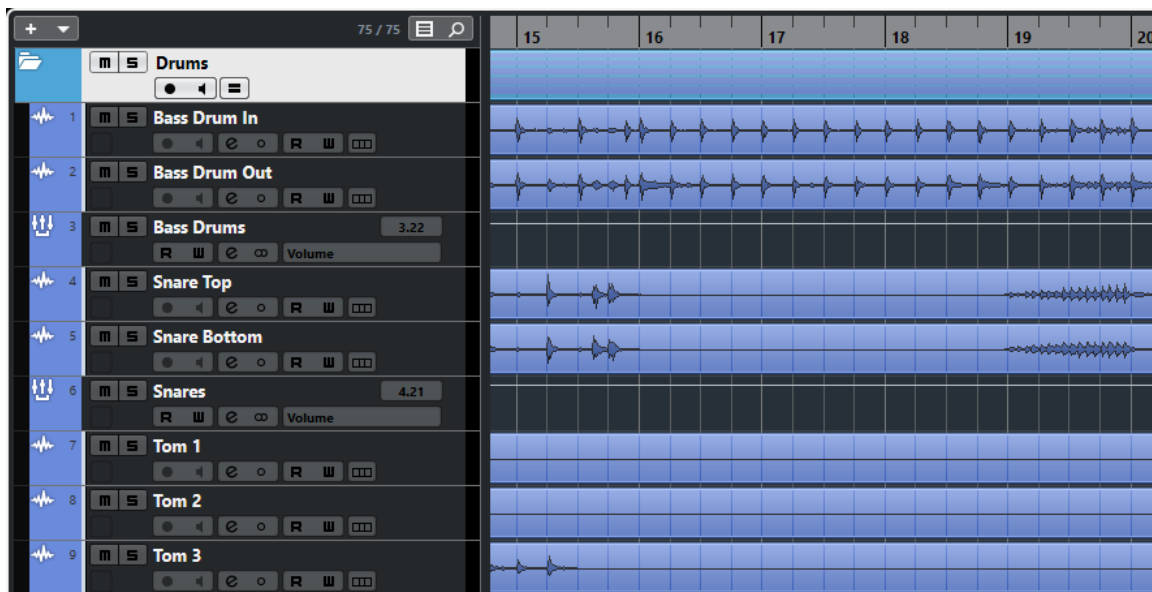 75 / 75
15 16 17 18 19 20
m S Drums
1 m S Bass Drum In
e R W
2 m S Bass Drum Out
e R W
3 m S Bass Drums 3.22
R W e Volume
4 m S Snare Top
e R W
5 m S Snare Bottom
e R W
6 m S Snares 4.21
R W e Volume
7 m S Tom 1
e R W
8 m S Tom 2
e R W
9 m S Tom 3
e R W